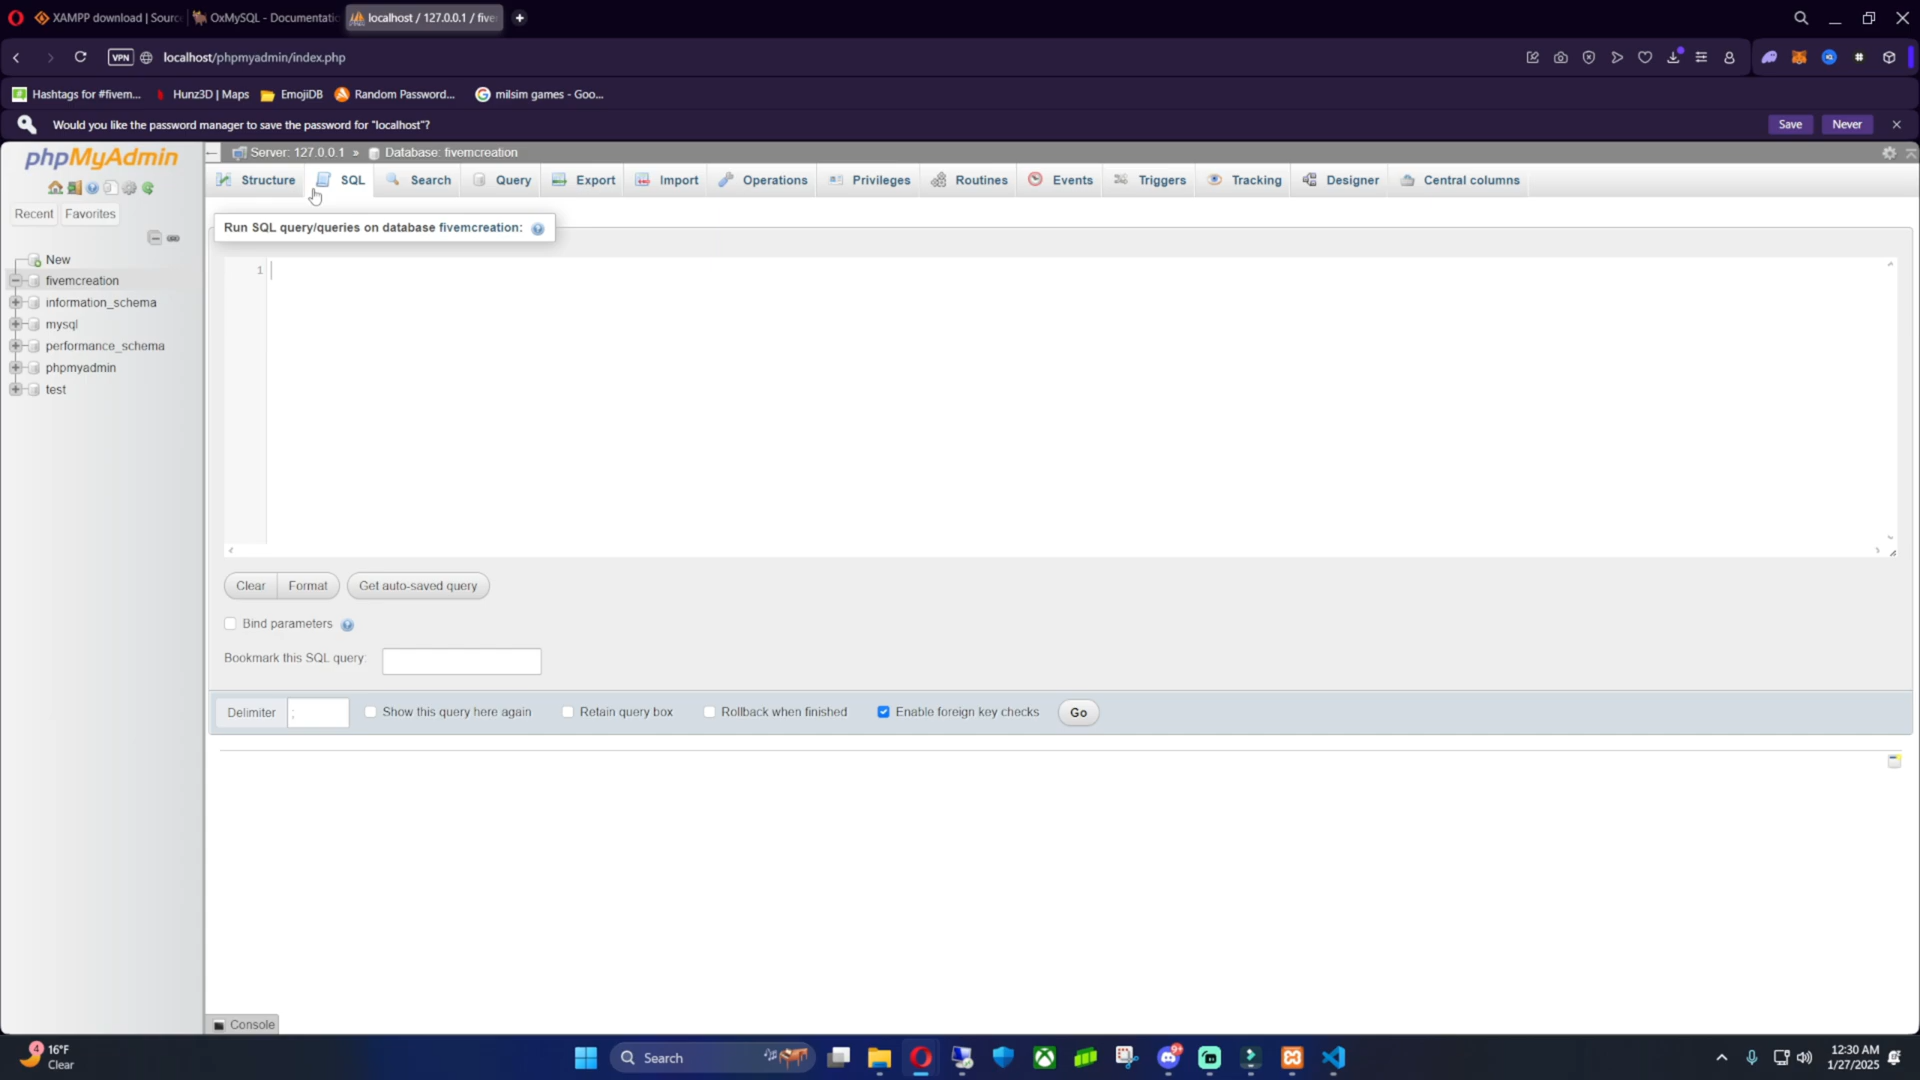 XAMPP download | Sourc
OxMySQL - Documentatio
localhost / 127.0.0.1 / five
VPN
localhost/phpmyadmin/index.php
Hashtags for #fivem...
Hunz3D | Maps
EmojiDB
Random Password...
milsim games - Goo...
Would you like the password manager to save the password for "localhost"?
Save
Never
phpMyAdmin
Server: 127.0.0.1 » Database: fivemcreation
Structure
SQL
Search
Query
Export
Import
Operations
Privileges
Routines
Events
Triggers
Tracking
Designer
Central columns
Recent
Favorites
Run SQL query/queries on database fivemcreation:
New
fivemcreation
information_schema
mysql
performance_schema
phpmyadmin
test
1
Clear
Format
Get auto-saved query
Bind parameters
Bookmark this SQL query:
Delimiter
;
Show this query here again
Retain query box
Rollback when finished
Enable foreign key checks
Go
Console
4
16°F
Clear
Search
9+
12:30 AM
1/27/2025